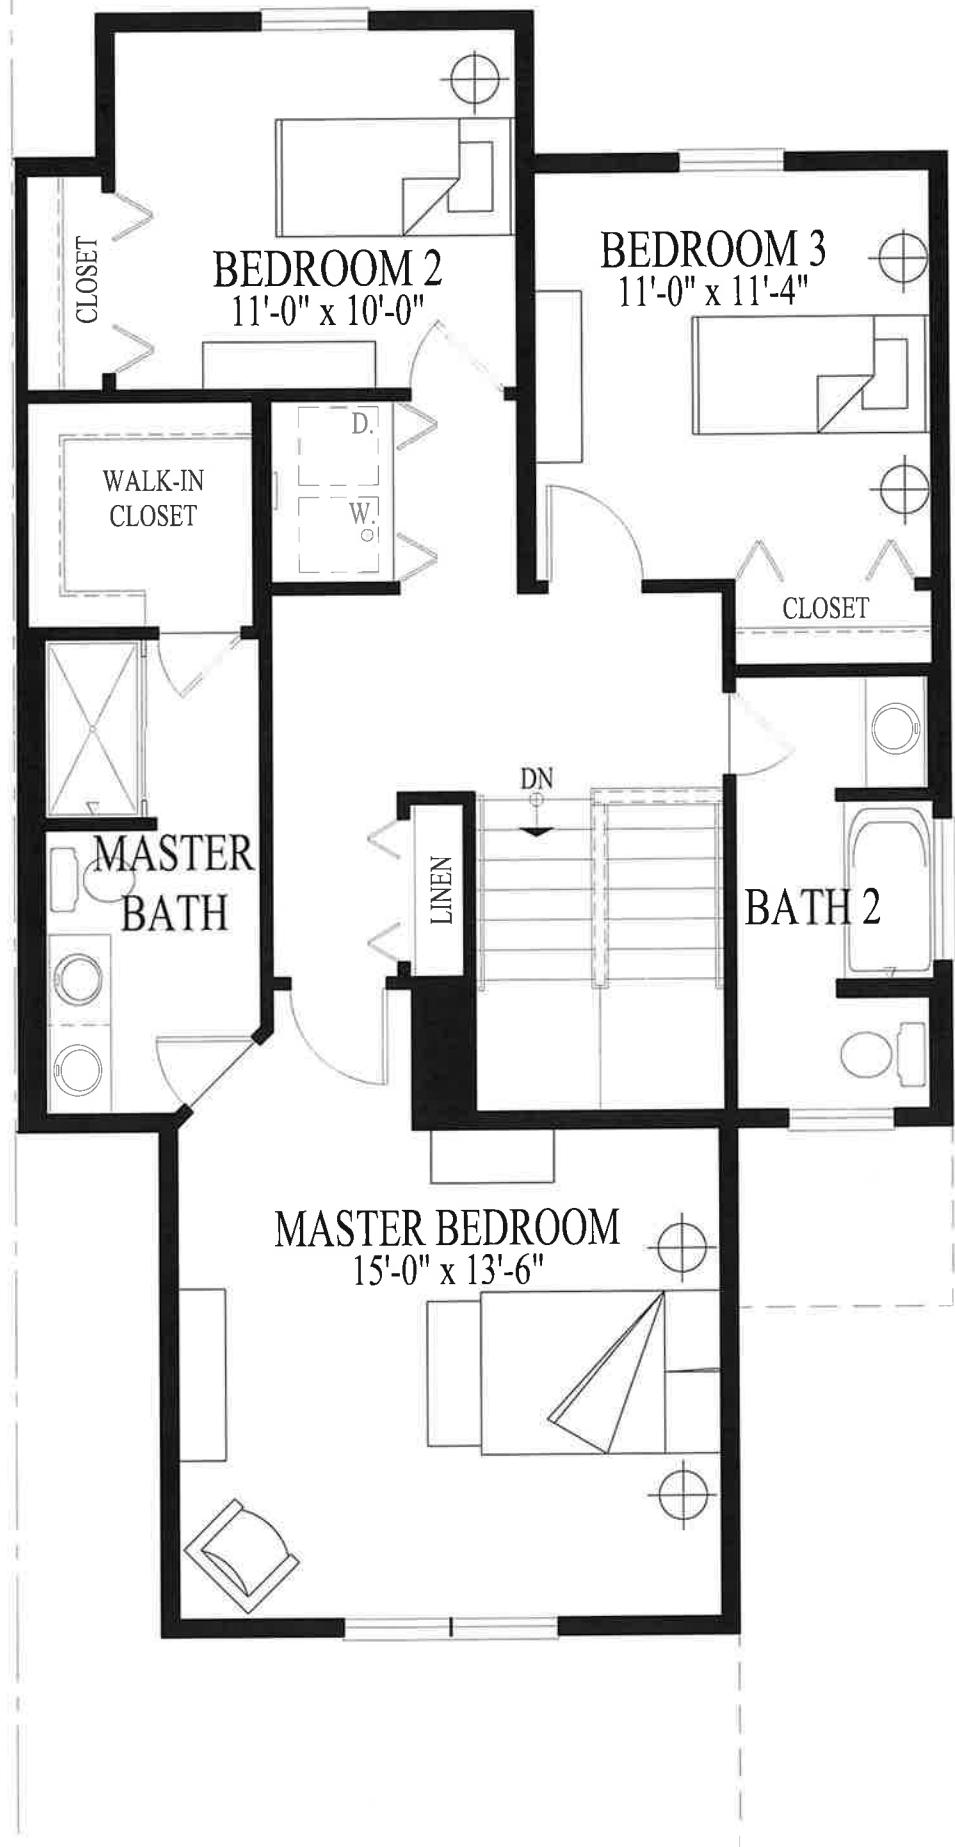 BEDROOM 2
11'-0" x 10'-0"
CLOSET
BEDROOM 3
11'-0" x 11'-4"
D.
W.
WALK-IN
CLOSET
CLOSET
DN
LINEN
MASTER
BATH
BATH 2
MASTER BEDROOM
15'-0" x 13'-6"